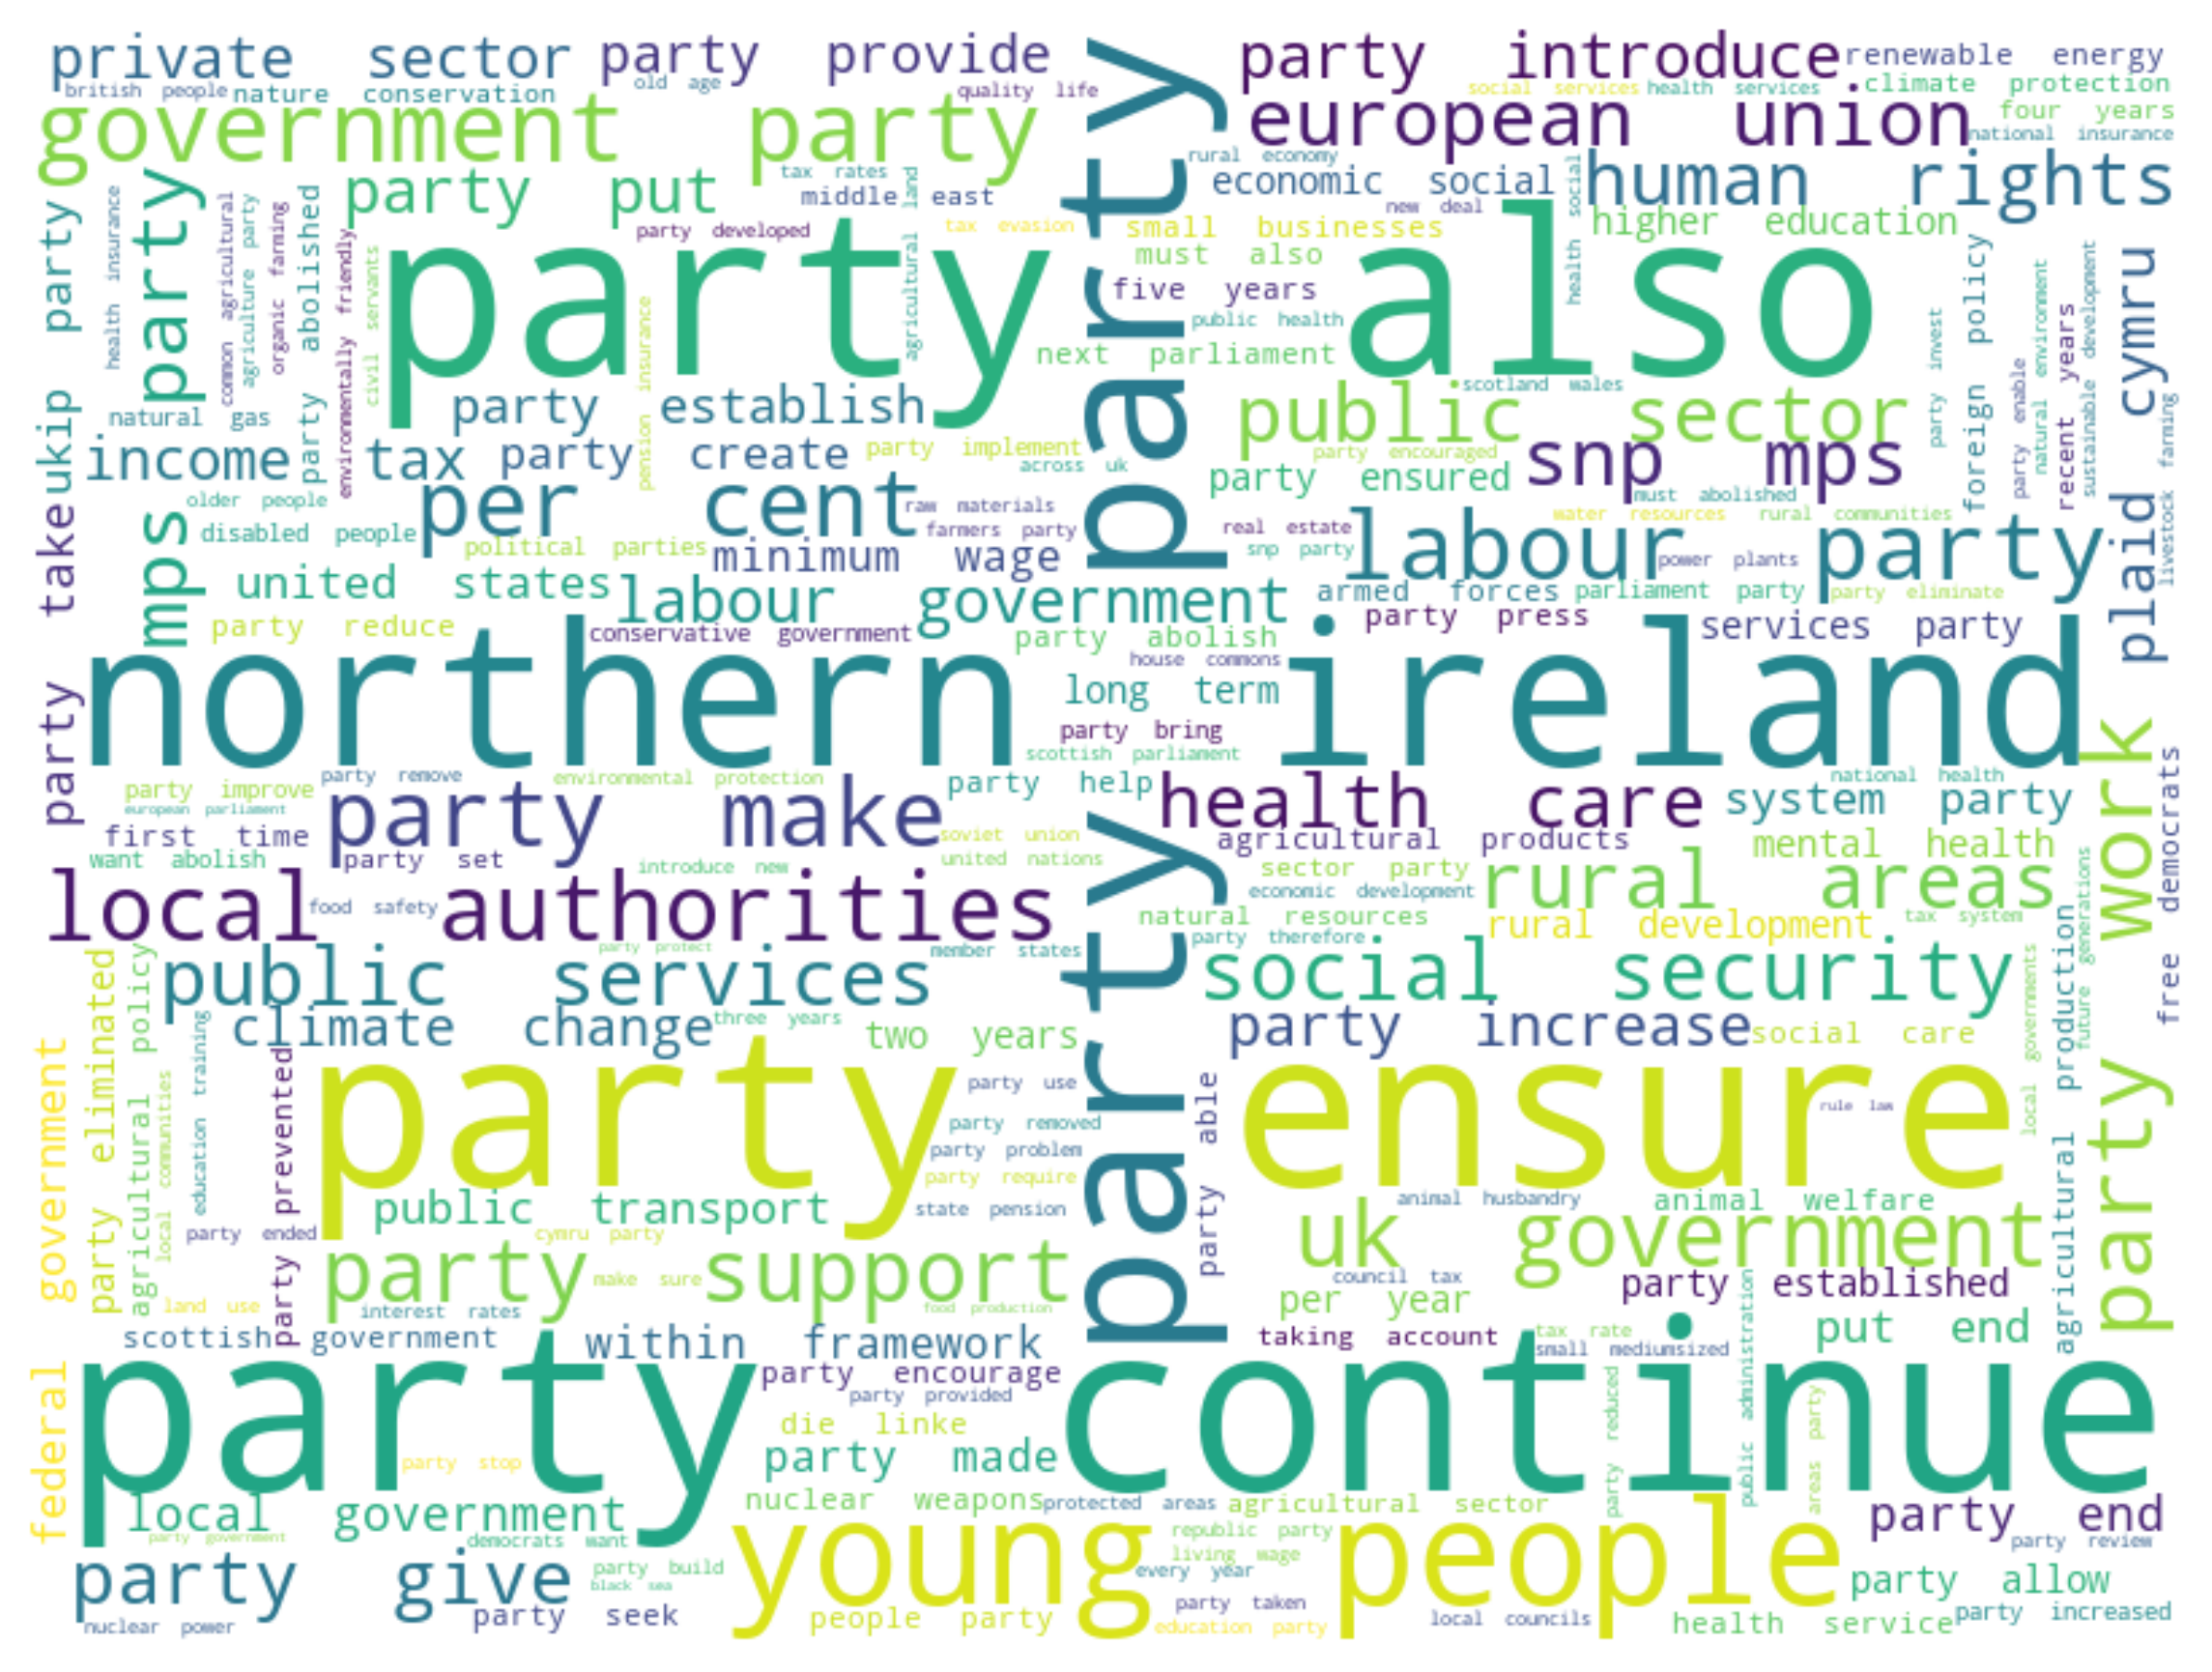 private sector
party provide
party introduce
renewable energy
british people
nature conservation
old age
quality life
social services
health services
climate protection
government party
european union
four years
national insurance
party party
rural economy
economic social
human rights
party put
tax rates
middle east
new deal
party developed
tax evasion
small businesses
higher education
must also
five years
public health
next parliament
party also
health social
agricultural land
ukip party
health insurance
mps party
common agricultural
agriculture party
organic farming
party abolished
environmentally friendly
civil servants
pension insurance
natural gas
party establish
scotland wales
public sector
party invest
foreign policy
party enable
natural environment
recent years
sustainable development
plaid cymru
livestock farming
income tax
party create
party implement
across uk
party encouraged
snp mps
party ensured
older people
per cent
raw materials
must abolished
disabled people
farmers party
real estate
water resources
rural communities
political parties
minimum wage
snp party
labour party
power plants
united states
labour government
armed forces
parliament party
party eliminate
party take
party reduce
conservative government
party abolish
party press
services party
house commons
northern ireland
long term
party bring
scottish parliament
party improve
party remove
environmental protection
party help
national health
european parliament
party make
health care
system party
first time
soviet union
agricultural products
mental health
want abolish
party set
introduce new
united nations
sector party
rural areas
economic development
local authorities
food safety
natural resources
rural development
tax system
party protect
member states
party therefore
public services
social security
climate change
three years
two years
party increase
social care
party work
free democrats
future generations
local governments
agricultural production
federal government
party eliminated
agricultural policy
local communities
education training
party prevented
party ensure
party use
rule law
party removed
party problem
party require
party able
public transport
state pension
animal husbandry
animal welfare
party ended
cymru party
uk government
party support
make sure
council tax
party established
land use
interest rates
food production
per year
scottish government
within framework
taking account
tax rate
put end
small mediumsized
party continue
party encourage
party provided
die linke
party reduced
public administration
areas party
party stop
party made
local government
nuclear weapons
protected areas
agricultural sector
party end
party government
democrats want
young people
republic party
living wage
party review
party give
party build
every year
black sea
party allow
party seek
people party
party taken
local councils
party increased
nuclear power
education party
health service